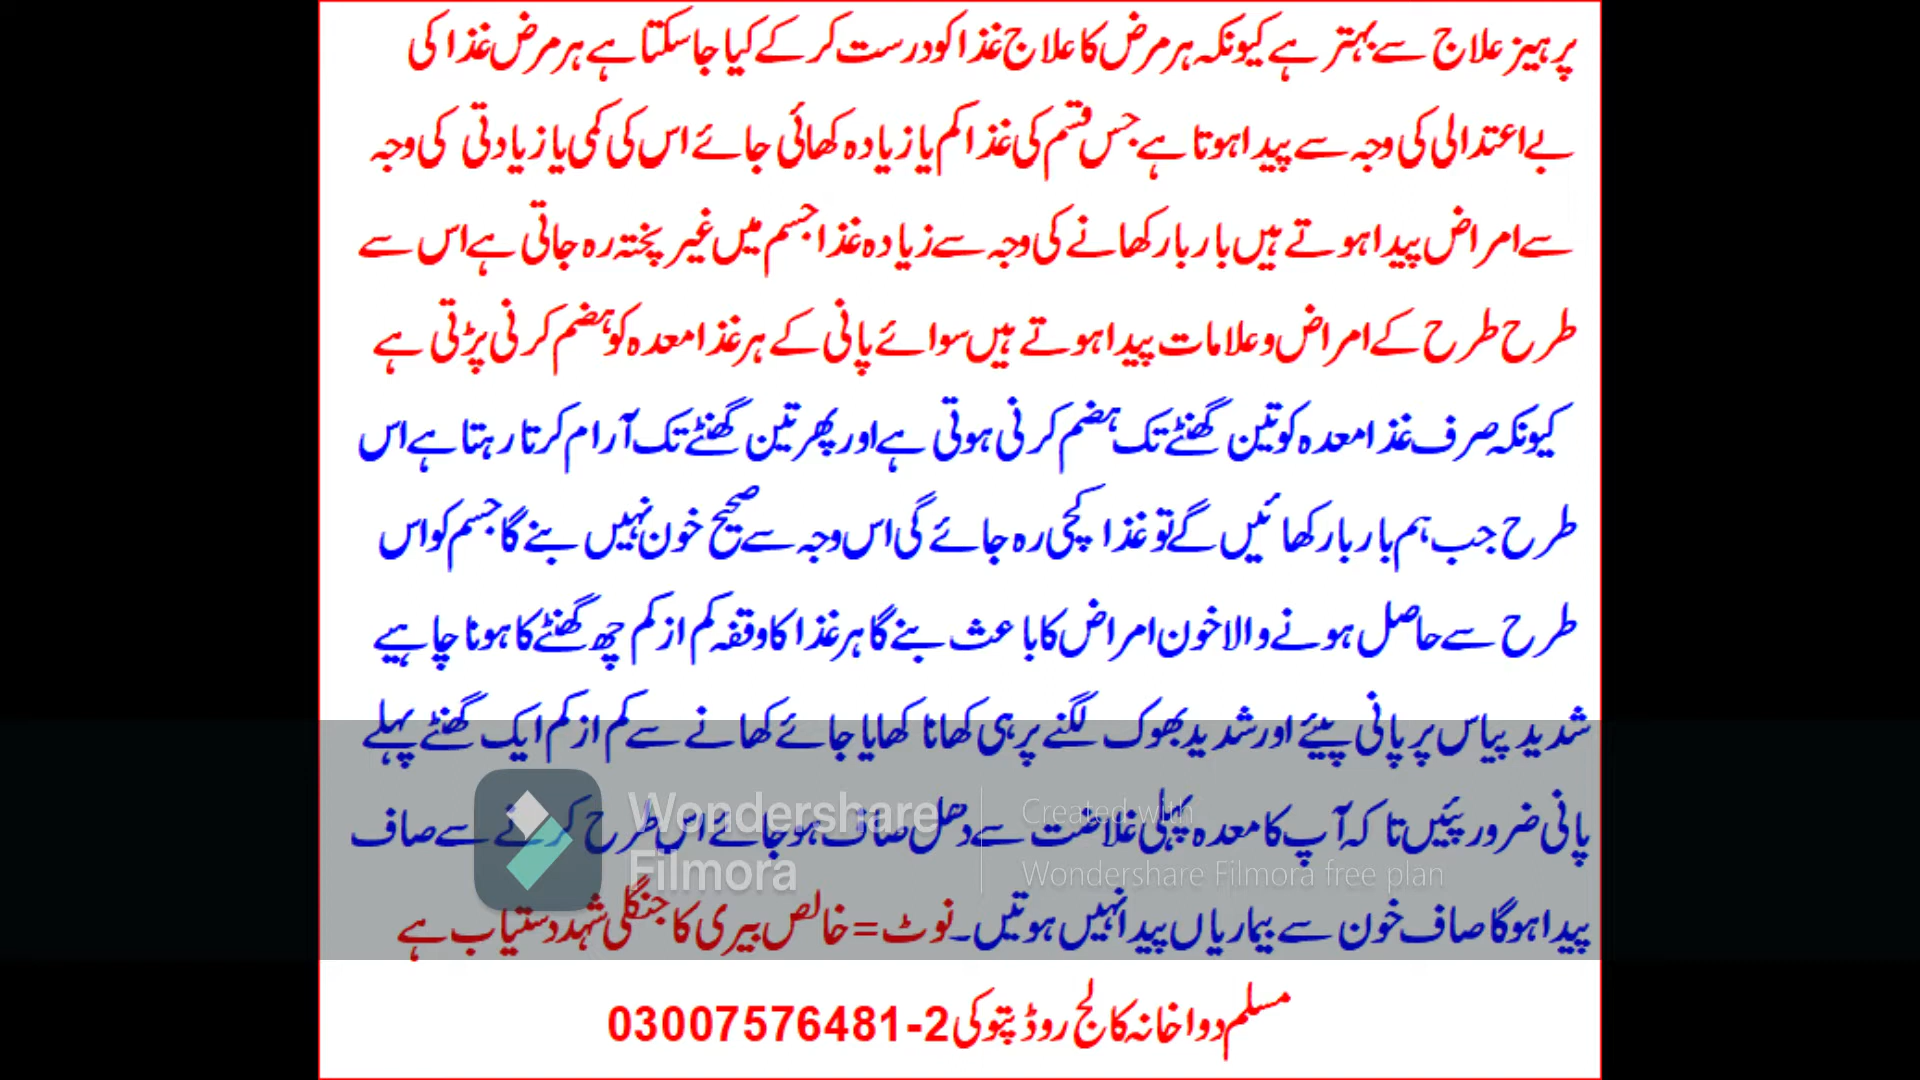 پرہیز علاج سے بہتر ہے کیونکہ ہر مرض کا علاج غذا کو درست کر کے کیا جا سکتا ہے ہر مرض غذا کی
بے اعتدالی کی وجہ سے پیدا ہوتا ہے جس قسم کی غذا کم یا زیادہ کھائی جائے اس کی کمی یا زیادتی کی وجہ
سے امراض پیدا ہوتے ہیں بار بار کھانے کی وجہ سے زیادہ غذا جسم میں غیر پختہ رہ جاتی ہے اس سے
طرح طرح کے امراض و علامات پیدا ہوتے ہیں سوائے پانی کے ہر غذا معدہ کو ہضم کرنی پڑتی ہے
کیونکہ صرف غذا معدہ کو تین گھنٹے تک ہضم کرنی ہوتی ہے اور پھر تین گھنٹے تک آرام کرتا رہتا ہے اس
طرح جب ہم بار بار کھائیں گے تو غذا کچی رہ جائے گی اس وجہ سے صحیح خون نہیں بنے گا جسم کو اس
طرح سے حاصل ہونے والا خون امراض کا باعث بنے گا ہر غذا کا وقفہ کم از کم چھ گھنٹے کا ہونا چاہیے
شدید پیاس پر پانی پیئے اور شدید بھوک لگنے پر ہی کھانا کھایا جائے کھانے سے کم از کم ایک گھنٹے پہلے
پانی ضرور پئیں تا کہ آپ کا معدہ پہلی غلاضت سے دھل صاف ہو جائے اس طرح کرنے سے صاف
پیدا ہوگا صاف خون سے بیماریاں پیدا نہیں ہوتیں۔ نوٹ = خالص بیری کا جنگلی شہد دستیاب ہے
مسلم دواخانہ کالج روڈ پتوکی 2-03007576481
Wondershare Filmora
Created with
Wondershare Filmora free plan